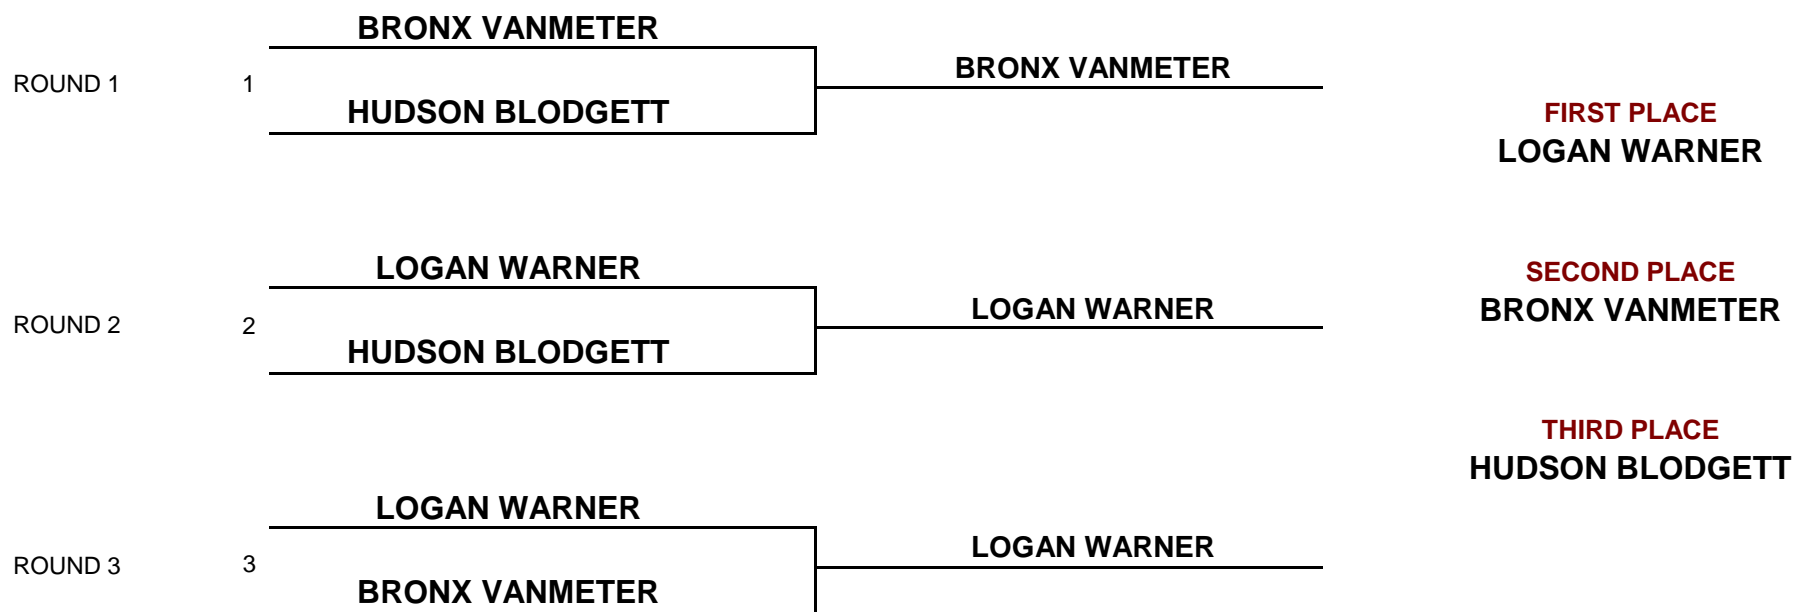 BRONX VANMETER
ROUND 1 1 BRONX VANMETER
HUDSON BLODGETT
FIRST PLACE
LOGAN WARNER
LOGAN WARNER
ROUND 2 2 LOGAN WARNER
HUDSON BLODGETT
SECOND PLACE
BRONX VANMETER
THIRD PLACE
HUDSON BLODGETT
LOGAN WARNER
ROUND 3 3 LOGAN WARNER
BRONX VANMETER